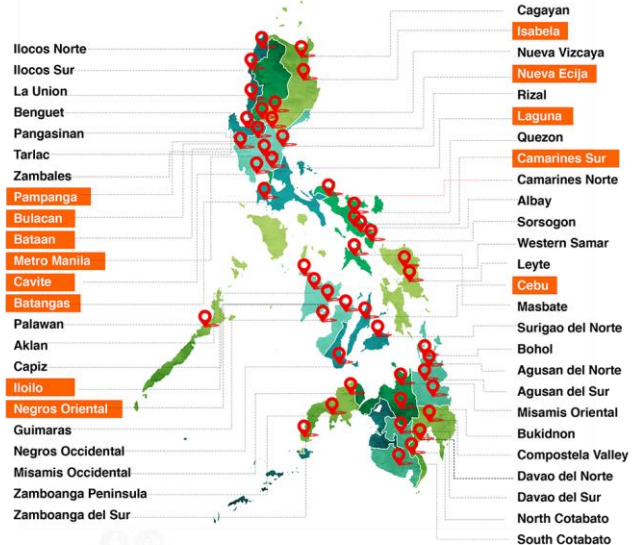 Ilocos Norte
Ilocos Sur
La Union
Benguet
Pangasinan
Tarlac
Zambales
Pampanga
Bulacan
Bataan
Metro Manila
Cavite
Batangas
Palawan
Aklan
Capiz
Iloilo
Negros Oriental
Guimaras
Negros Occidental
Misamis Occidental
Zamboanga Peninsula
Zamboanga del Sur
Cagayan
Isabela
Nueva Vizcaya
Nueva Ecija
Rizal
Laguna
Quezon
Camarines Sur
Camarines Norte
Albay
Sorsogon
Western Samar
Leyte
Cebu
Masbate
Surigao del Norte
Bohol
Agusan del Norte
Agusan del Sur
Misamis Oriental
Bukidnon
Compostela Valley
Davao del Norte
Davao del Sur
North Cotabato
South Cotabato